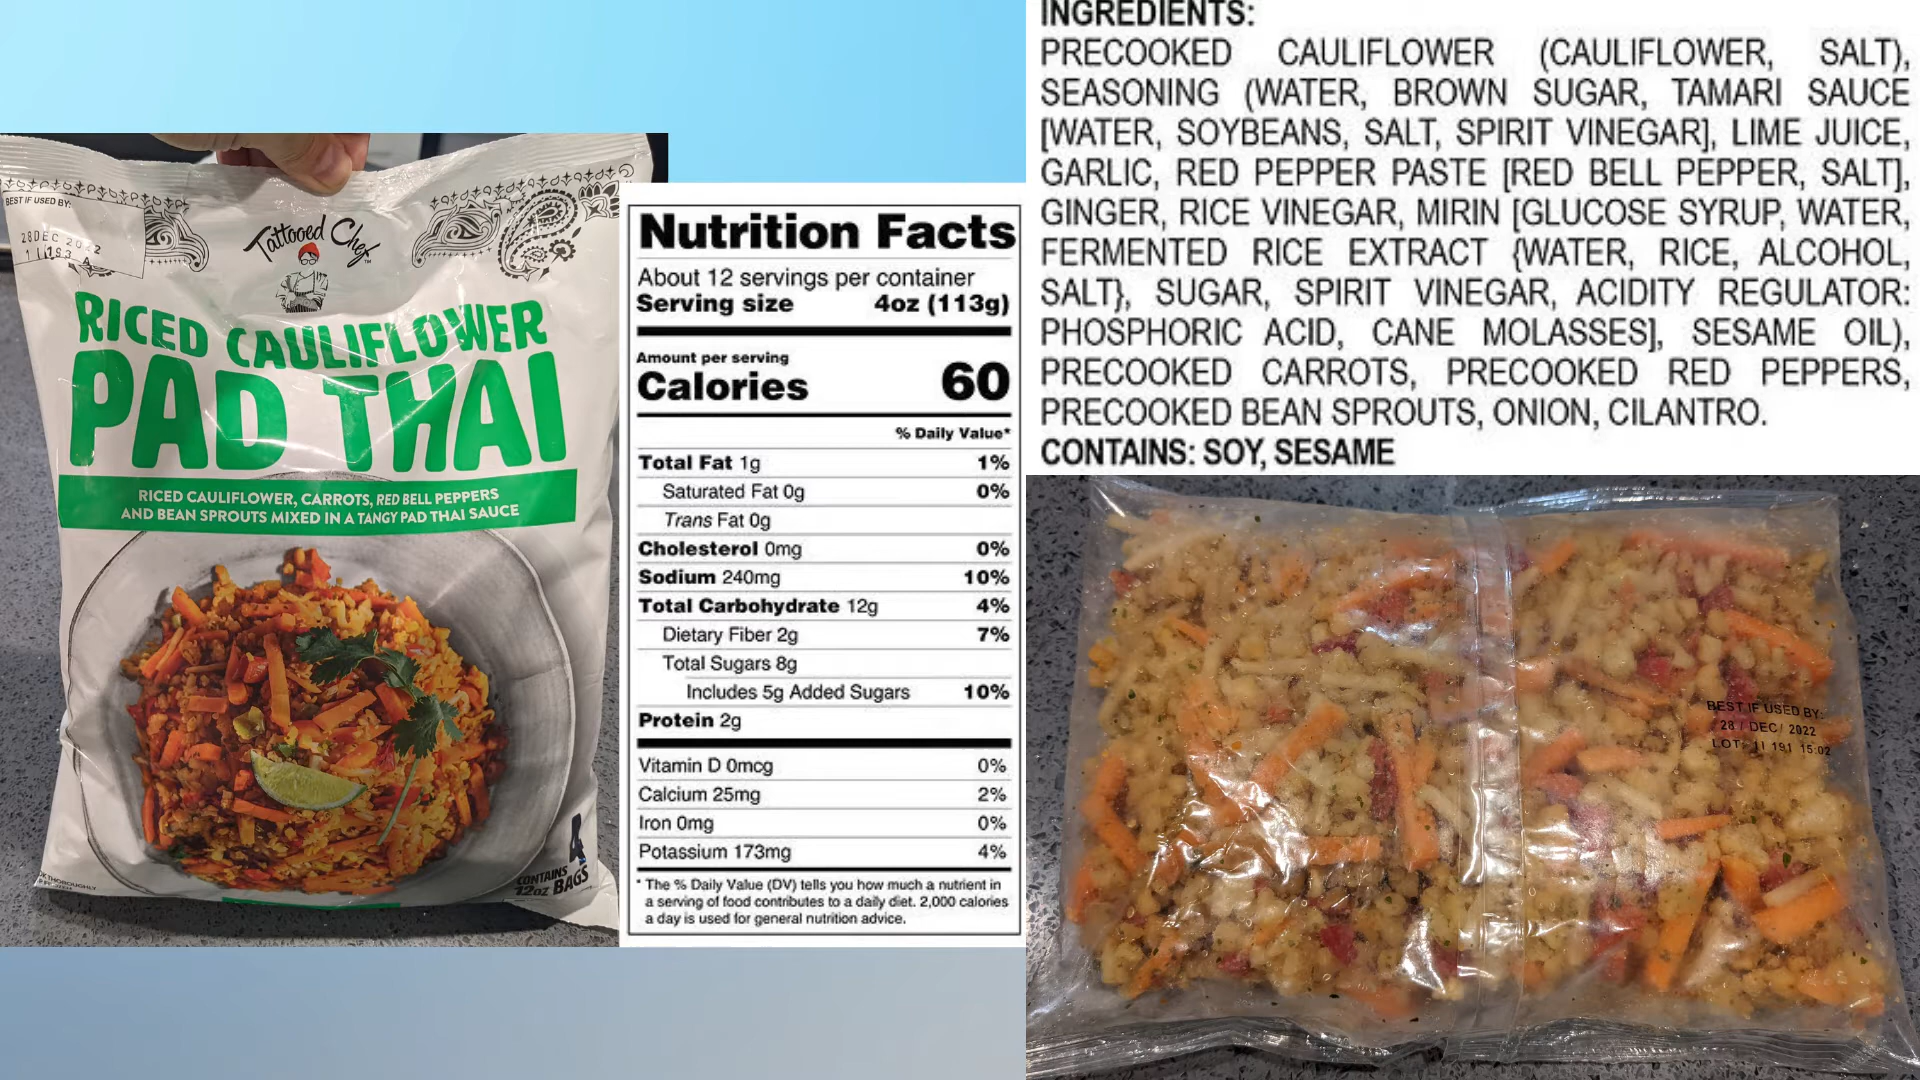 BEST IF USED BY:
28DEC 2022
Tattooed Chef™
RICED CAULIFLOWER
PAD THAI
RICED CAULIFLOWER, CARROTS, RED BELL PEPPERS
AND BEAN SPROUTS MIXED IN A TANGY PAD THAI SAUCE
CONTAINS
4
12oz BAGS
Nutrition Facts
About 12 servings per container
Serving size 4oz (113g)
Amount per serving
Calories 60
% Daily Value*
Total Fat 1g 1%
Saturated Fat 0g 0%
Trans Fat 0g
Cholesterol 0mg 0%
Sodium 240mg 10%
Total Carbohydrate 12g 4%
Dietary Fiber 2g 7%
Total Sugars 8g
Includes 5g Added Sugars 10%
Protein 2g
Vitamin D 0mcg 0%
Calcium 25mg 2%
Iron 0mg 0%
Potassium 173mg 4%
* The % Daily Value (DV) tells you how much a nutrient in
a serving of food contributes to a daily diet. 2,000 calories
a day is used for general nutrition advice.
INGREDIENTS:
PRECOOKED CAULIFLOWER (CAULIFLOWER, SALT),
SEASONING (WATER, BROWN SUGAR, TAMARI SAUCE
[WATER, SOYBEANS, SALT, SPIRIT VINEGAR], LIME JUICE,
GARLIC, RED PEPPER PASTE [RED BELL PEPPER, SALT],
GINGER, RICE VINEGAR, MIRIN [GLUCOSE SYRUP, WATER,
FERMENTED RICE EXTRACT {WATER, RICE, ALCOHOL,
SALT}, SUGAR, SPIRIT VINEGAR, ACIDITY REGULATOR:
PHOSPHORIC ACID, CANE MOLASSES], SESAME OIL),
PRECOOKED CARROTS, PRECOOKED RED PEPPERS,
PRECOOKED BEAN SPROUTS, ONION, CILANTRO.
CONTAINS: SOY, SESAME
BEST IF USED BY:
28 / DEC/ 2022
LOT: 11 191 15:02